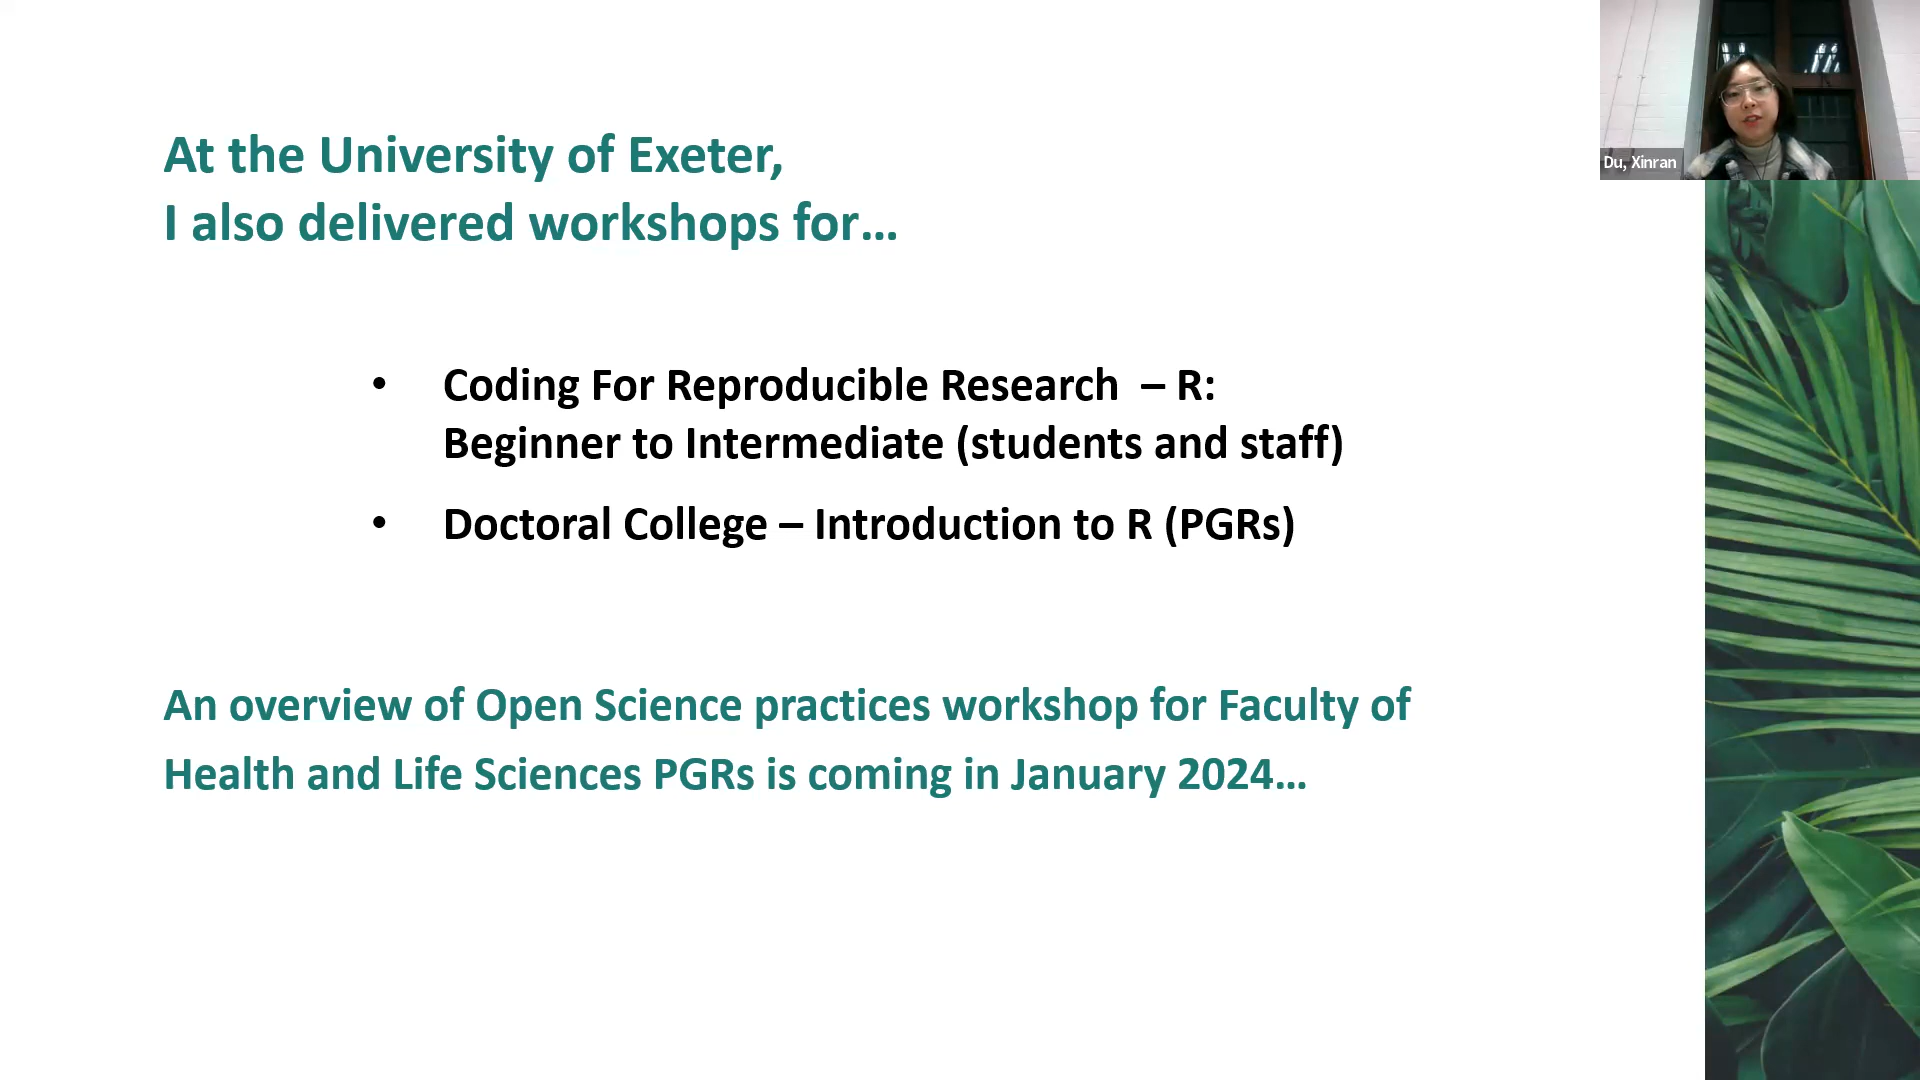 At the University of Exeter,
I also delivered workshops for...
• Coding For Reproducible Research – R:
Beginner to Intermediate (students and staff)
• Doctoral College – Introduction to R (PGRs)
An overview of Open Science practices workshop for Faculty of
Health and Life Sciences PGRs is coming in January 2024...
Du, Xinran